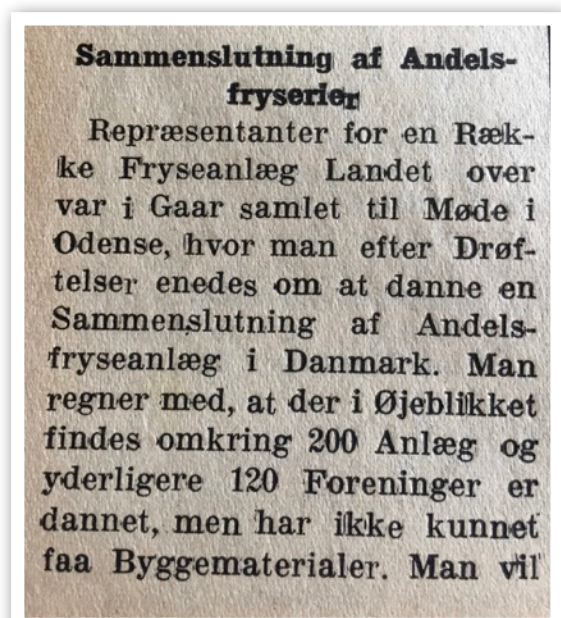 Sammenslutning af Andels-
fryserier
Repræsentanter for en Ræk-
ke Fryseanlæg Landet over
var i Gaar samlet til Møde i
Odense, hvor man efter Drøf-
telser enedes om at danne en
Sammenslutning af Andels-
fryseanlæg i Danmark. Man
regner med, at der i Øjeblikket
findes omkring 200 Anlæg og
yderligere 120 Foreninger er
dannet, men har ikke kunnet
faa Byggematerialer. Man vil